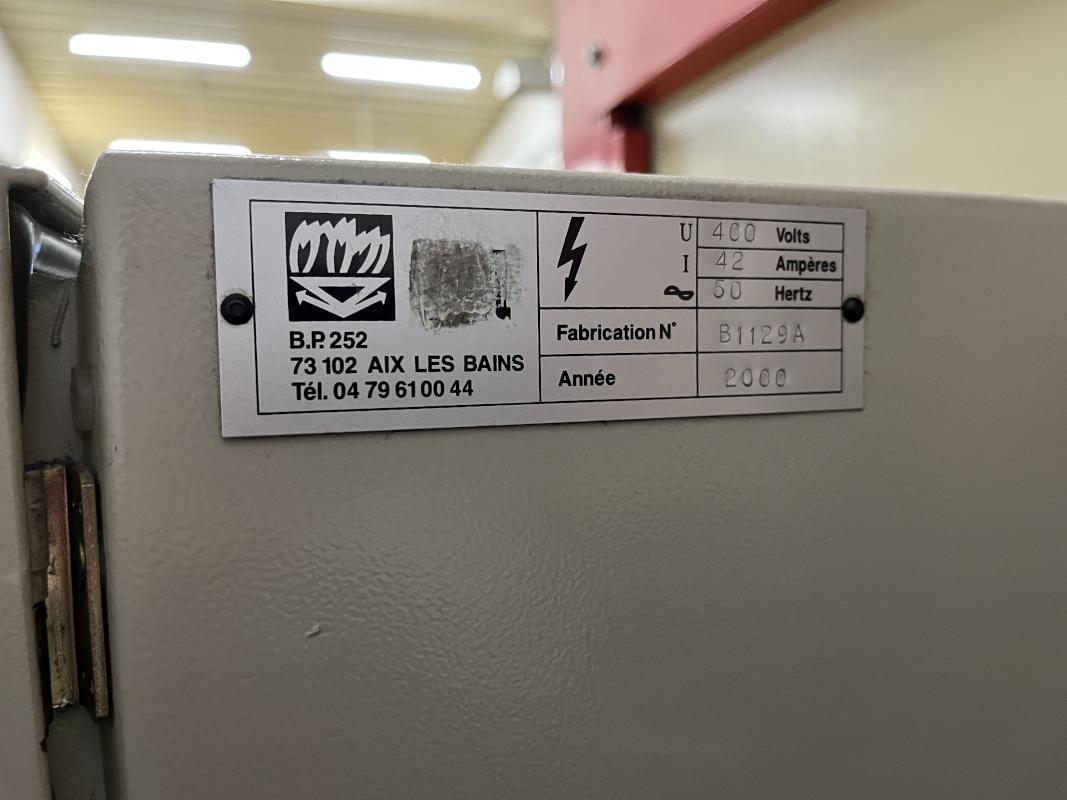 B.P. 252
73 102 AIX LES BAINS
Tél. 04 79 61 00 44
U 400 Volts
I 42 Ampères
50 Hertz
Fabrication N° B1129A
Année 2000